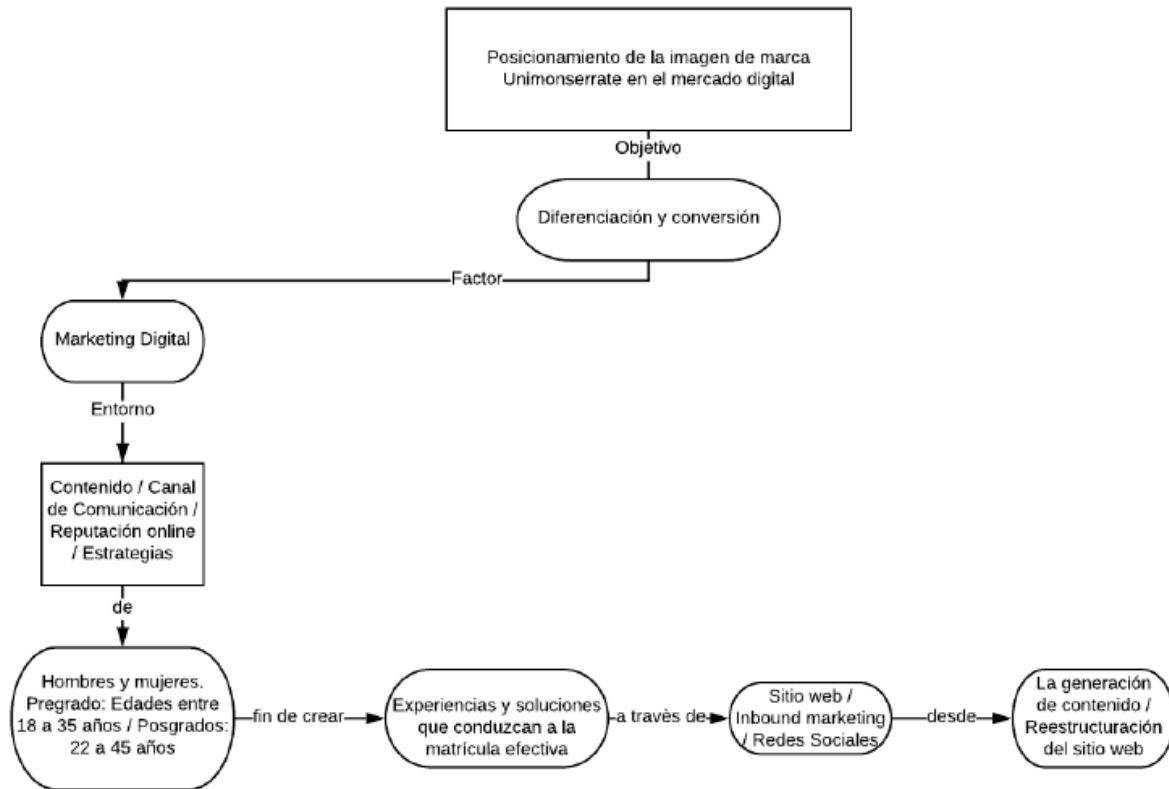 Posicionamiento de la imagen de marca
Unimonserrate en el mercado digital
Objetivo
Diferenciación y conversión
Factor
Marketing Digital
Entorno
Contenido / Canal
de Comunicación /
Reputación online
/ Estrategias
de
Hombres y mujeres.
Pregrado: Edades entre
18 a 35 años / Posgrados:
22 a 45 años
fin de crear
Experiencias y soluciones
que conduzcan a la
matrícula efectiva
a travès de
Sitio web /
Inbound marketing
/ Redes Sociales
desde
La generación
de contenido /
Reestructuración
del sitio web